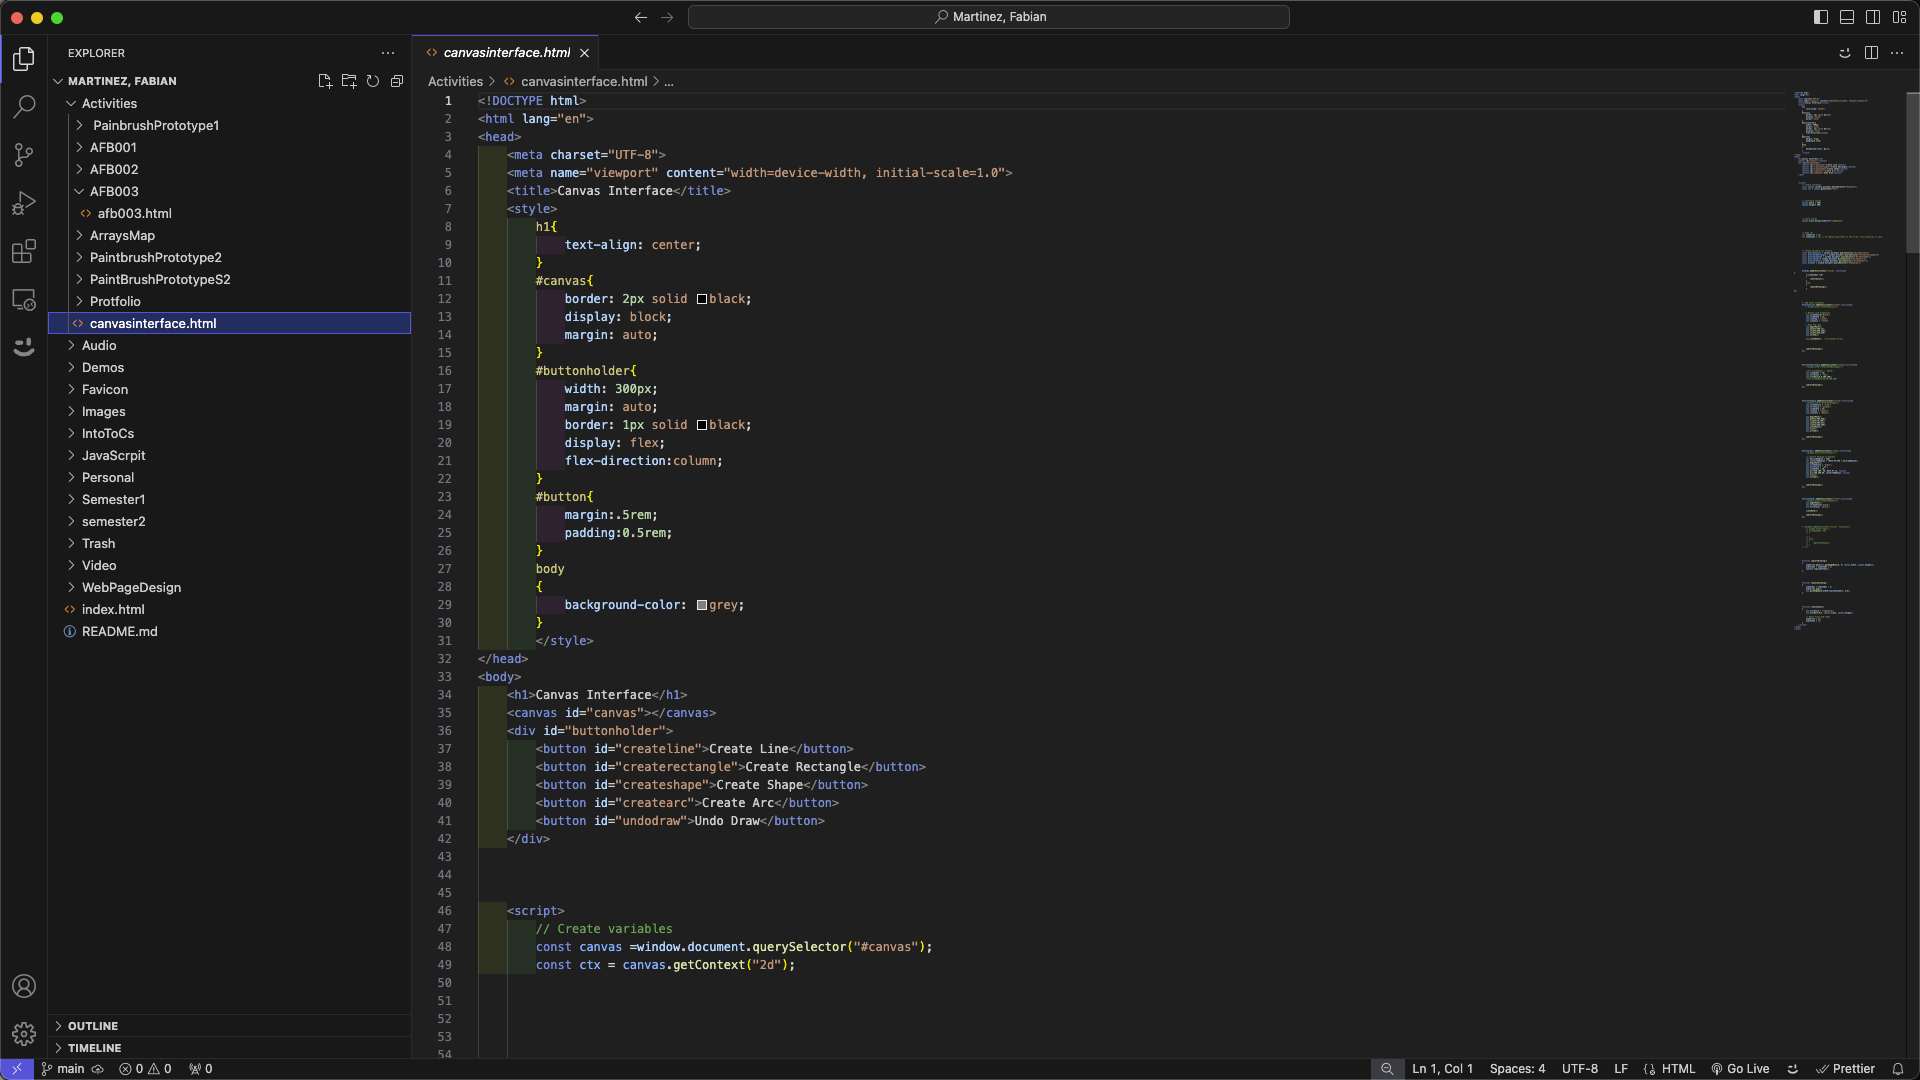 Martinez, Fabian
EXPLORER
MARTINEZ, FABIAN
Activities
PainbrushPrototype1
AFB001
AFB002
AFB003
afb003.html
ArraysMap
PaintbrushPrototype2
PaintBrushPrototypeS2
Protfolio
canvasinterface.html
Audio
Demos
Favicon
Images
IntoToCs
JavaScrpit
Personal
Semester1
semester2
Trash
Video
WebPageDesign
index.html
README.md
OUTLINE
TIMELINE
canvasinterface.html
Activities > canvasinterface.html > ...
1 <!DOCTYPE html>
2 <html lang="en">
3 <head>
4 <meta charset="UTF-8">
5 <meta name="viewport" content="width=device-width, initial-scale=1.0">
6 <title>Canvas Interface</title>
7 <style>
8 h1{
9 text-align: center;
10 }
11 #canvas{
12 border: 2px solid black;
13 display: block;
14 margin: auto;
15 }
16 #buttonholder{
17 width: 300px;
18 margin: auto;
19 border: 1px solid black;
20 display: flex;
21 flex-direction:column;
22 }
23 #button{
24 margin:.5rem;
25 padding:0.5rem;
26 }
27 body
28 {
29 background-color: grey;
30 }
31 </style>
32 </head>
33 <body>
34 <h1>Canvas Interface</h1>
35 <canvas id="canvas"></canvas>
36 <div id="buttonholder">
37 <button id="createline">Create Line</button>
38 <button id="createrectangle">Create Rectangle</button>
39 <button id="createshape">Create Shape</button>
40 <button id="createarc">Create Arc</button>
41 <button id="undodraw">Undo Draw</button>
42 </div>
43
44
45
46 <script>
47 // Create variables
48 const canvas =window.document.querySelector("#canvas");
49 const ctx = canvas.getContext("2d");
50
51
52
53
54
main 0 0 0 Ln 1, Col 1 Spaces: 4 UTF-8 LF HTML Go Live Prettier